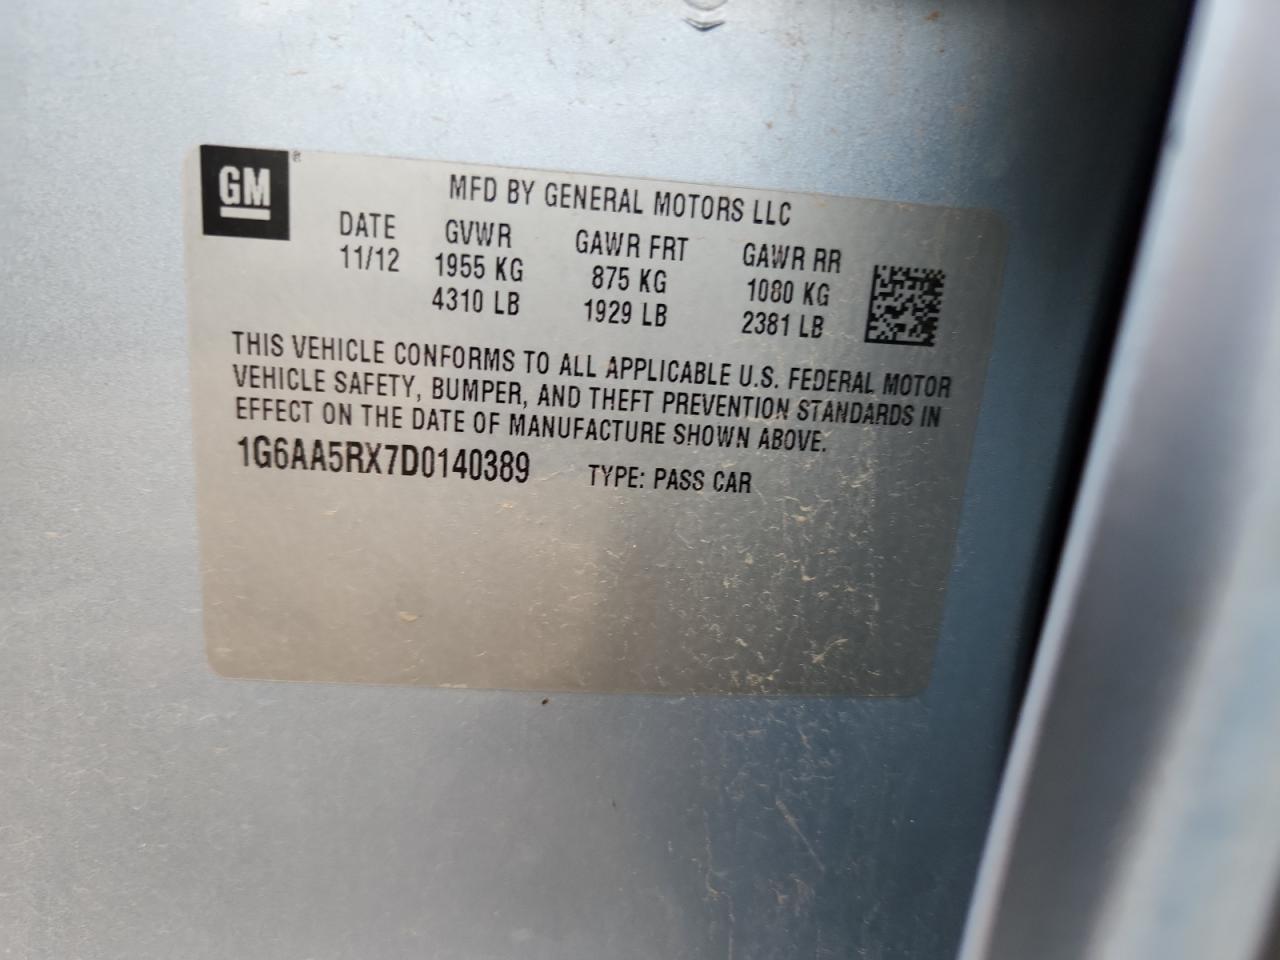 GM®
MFD BY GENERAL MOTORS LLC
DATE GVWR GAWR FRT GAWR RR
11/12 1955 KG 875 KG 1080 KG
4310 LB 1929 LB 2381 LB
THIS VEHICLE CONFORMS TO ALL APPLICABLE U.S. FEDERAL MOTOR
VEHICLE SAFETY, BUMPER, AND THEFT PREVENTION STANDARDS IN
EFFECT ON THE DATE OF MANUFACTURE SHOWN ABOVE.
1G6AA5RX7D0140389 TYPE: PASS CAR